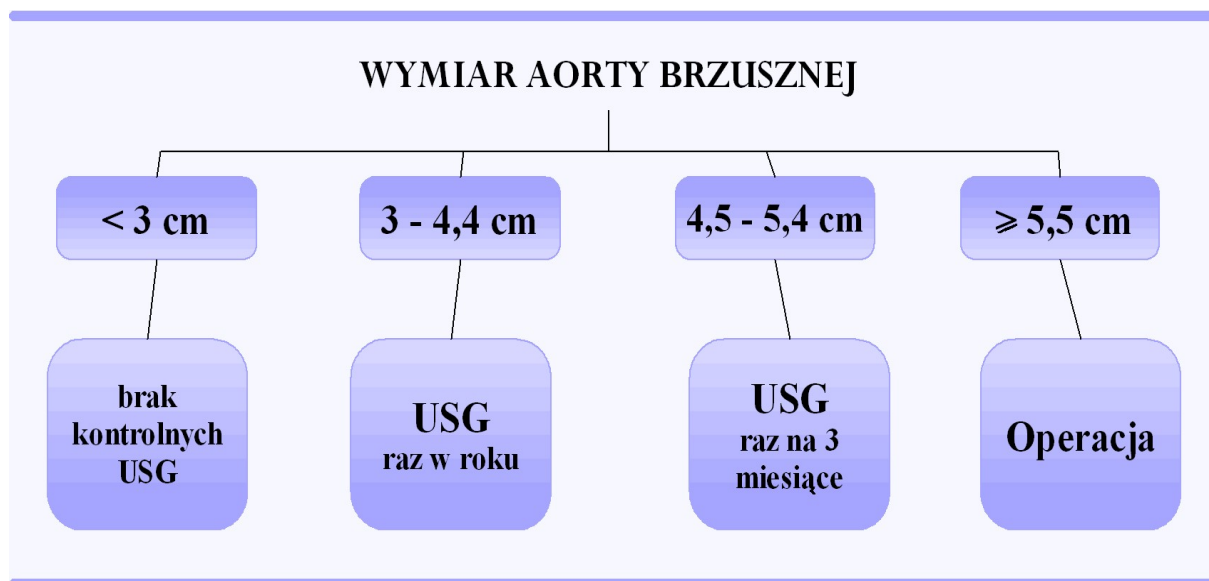 WYMIAR AORTY BRZUSZNEJ
< 3 cm
3 - 4,4 cm
4,5 - 5,4 cm
⩾ 5,5 cm
brak
kontrolnych
USG
USG
raz w roku
USG
raz na 3
miesiące
Operacja